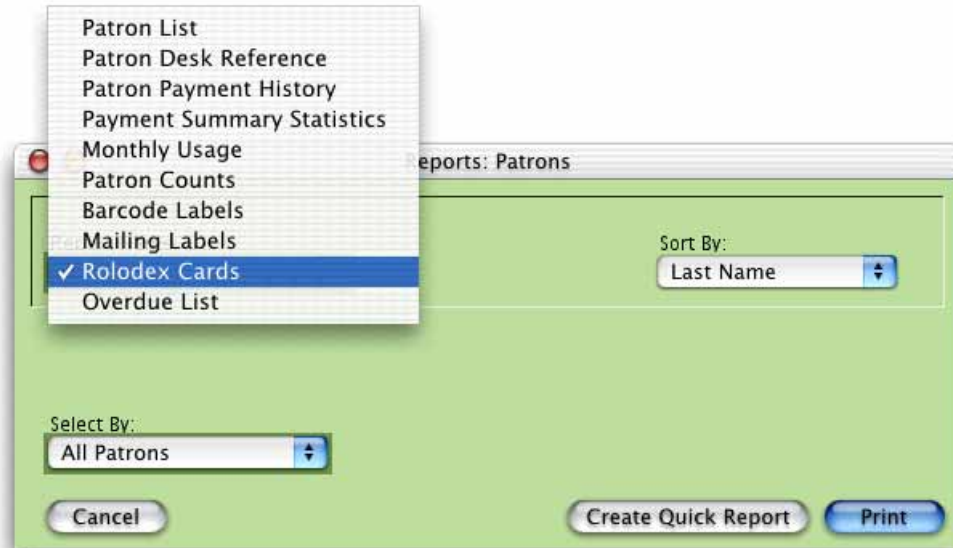 Patron List
Patron Desk Reference
Patron Payment History
Payment Summary Statistics
Monthly Usage
eports: Patrons
Patron Counts
Barcode Labels
Mailing Labels
Sort By:
✓ Rolodex Cards
Last Name
Overdue List
Select By:
All Patrons
Cancel
Create Quick Report
Print